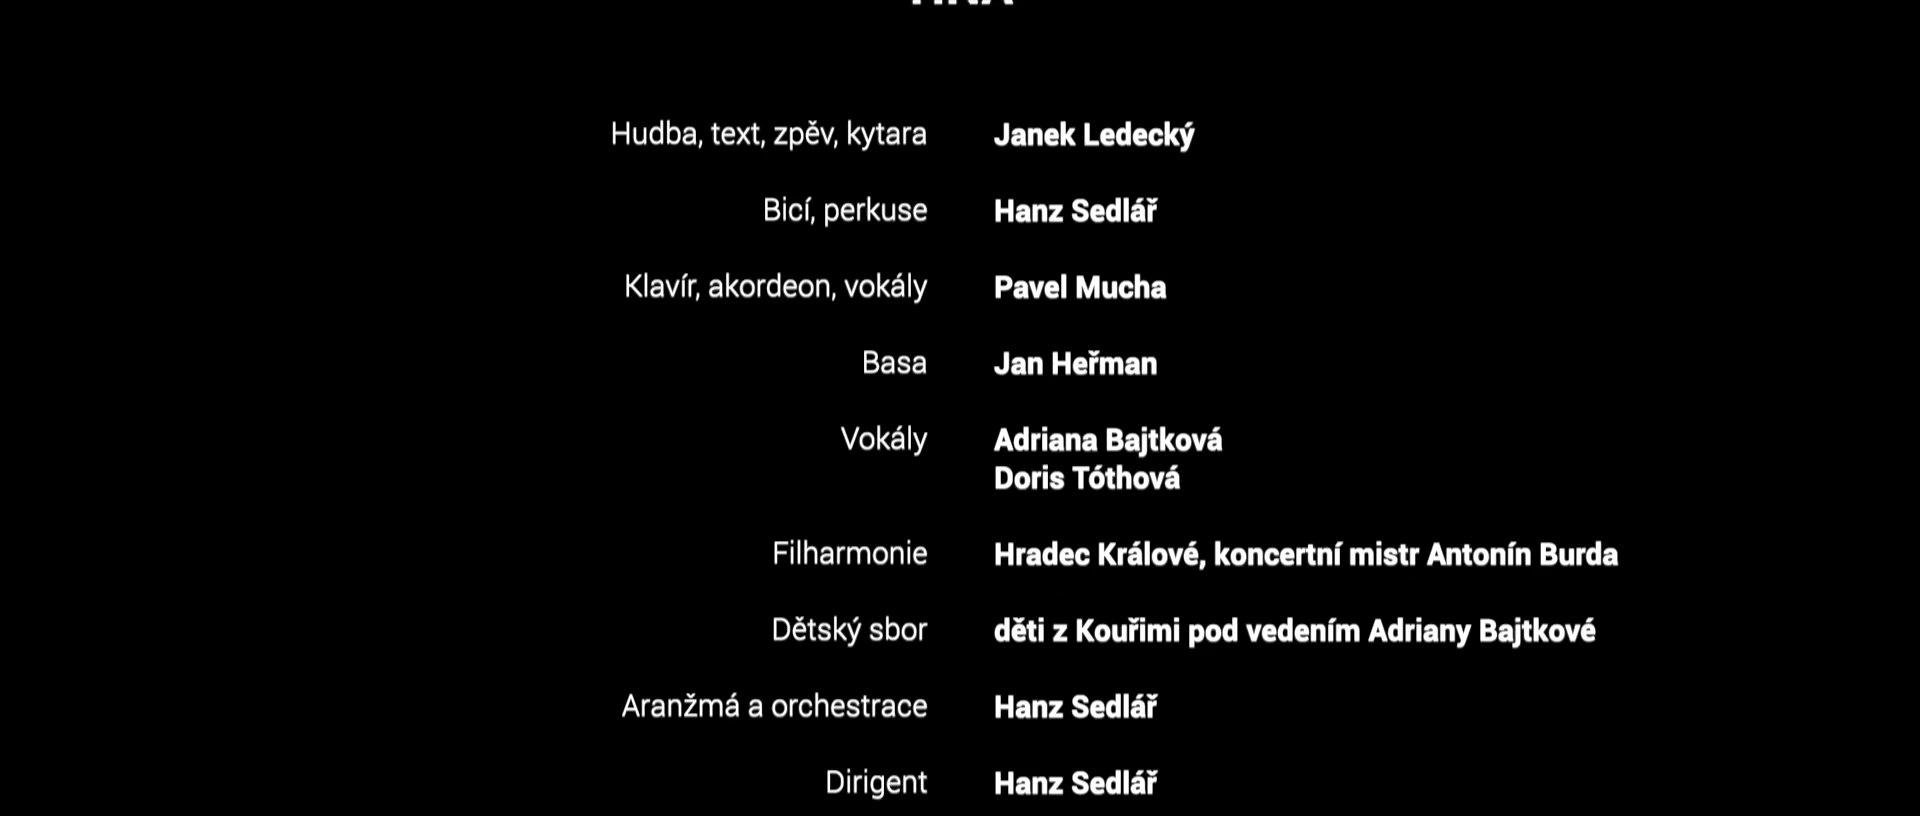 Hudba, text, zpěv, kytara Janek Ledecký
Bicí, perkuse Hanz Sedlář
Klavír, akordeon, vokály Pavel Mucha
Basa Jan Heřman
Vokály Adriana Bajtková
Doris Tóthová
Filharmonie Hradec Králové, koncertní mistr Antonín Burda
Dětský sbor děti z Kouřimi pod vedením Adriany Bajtkové
Aranžmá a orchestrace Hanz Sedlář
Dirigent Hanz Sedlář